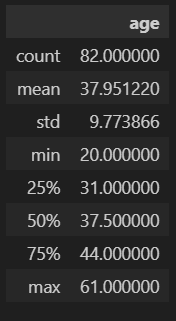 age
count 82.000000
mean 37.951220
std 9.773866
min 20.000000
25% 31.000000
50% 37.500000
75% 44.000000
max 61.000000